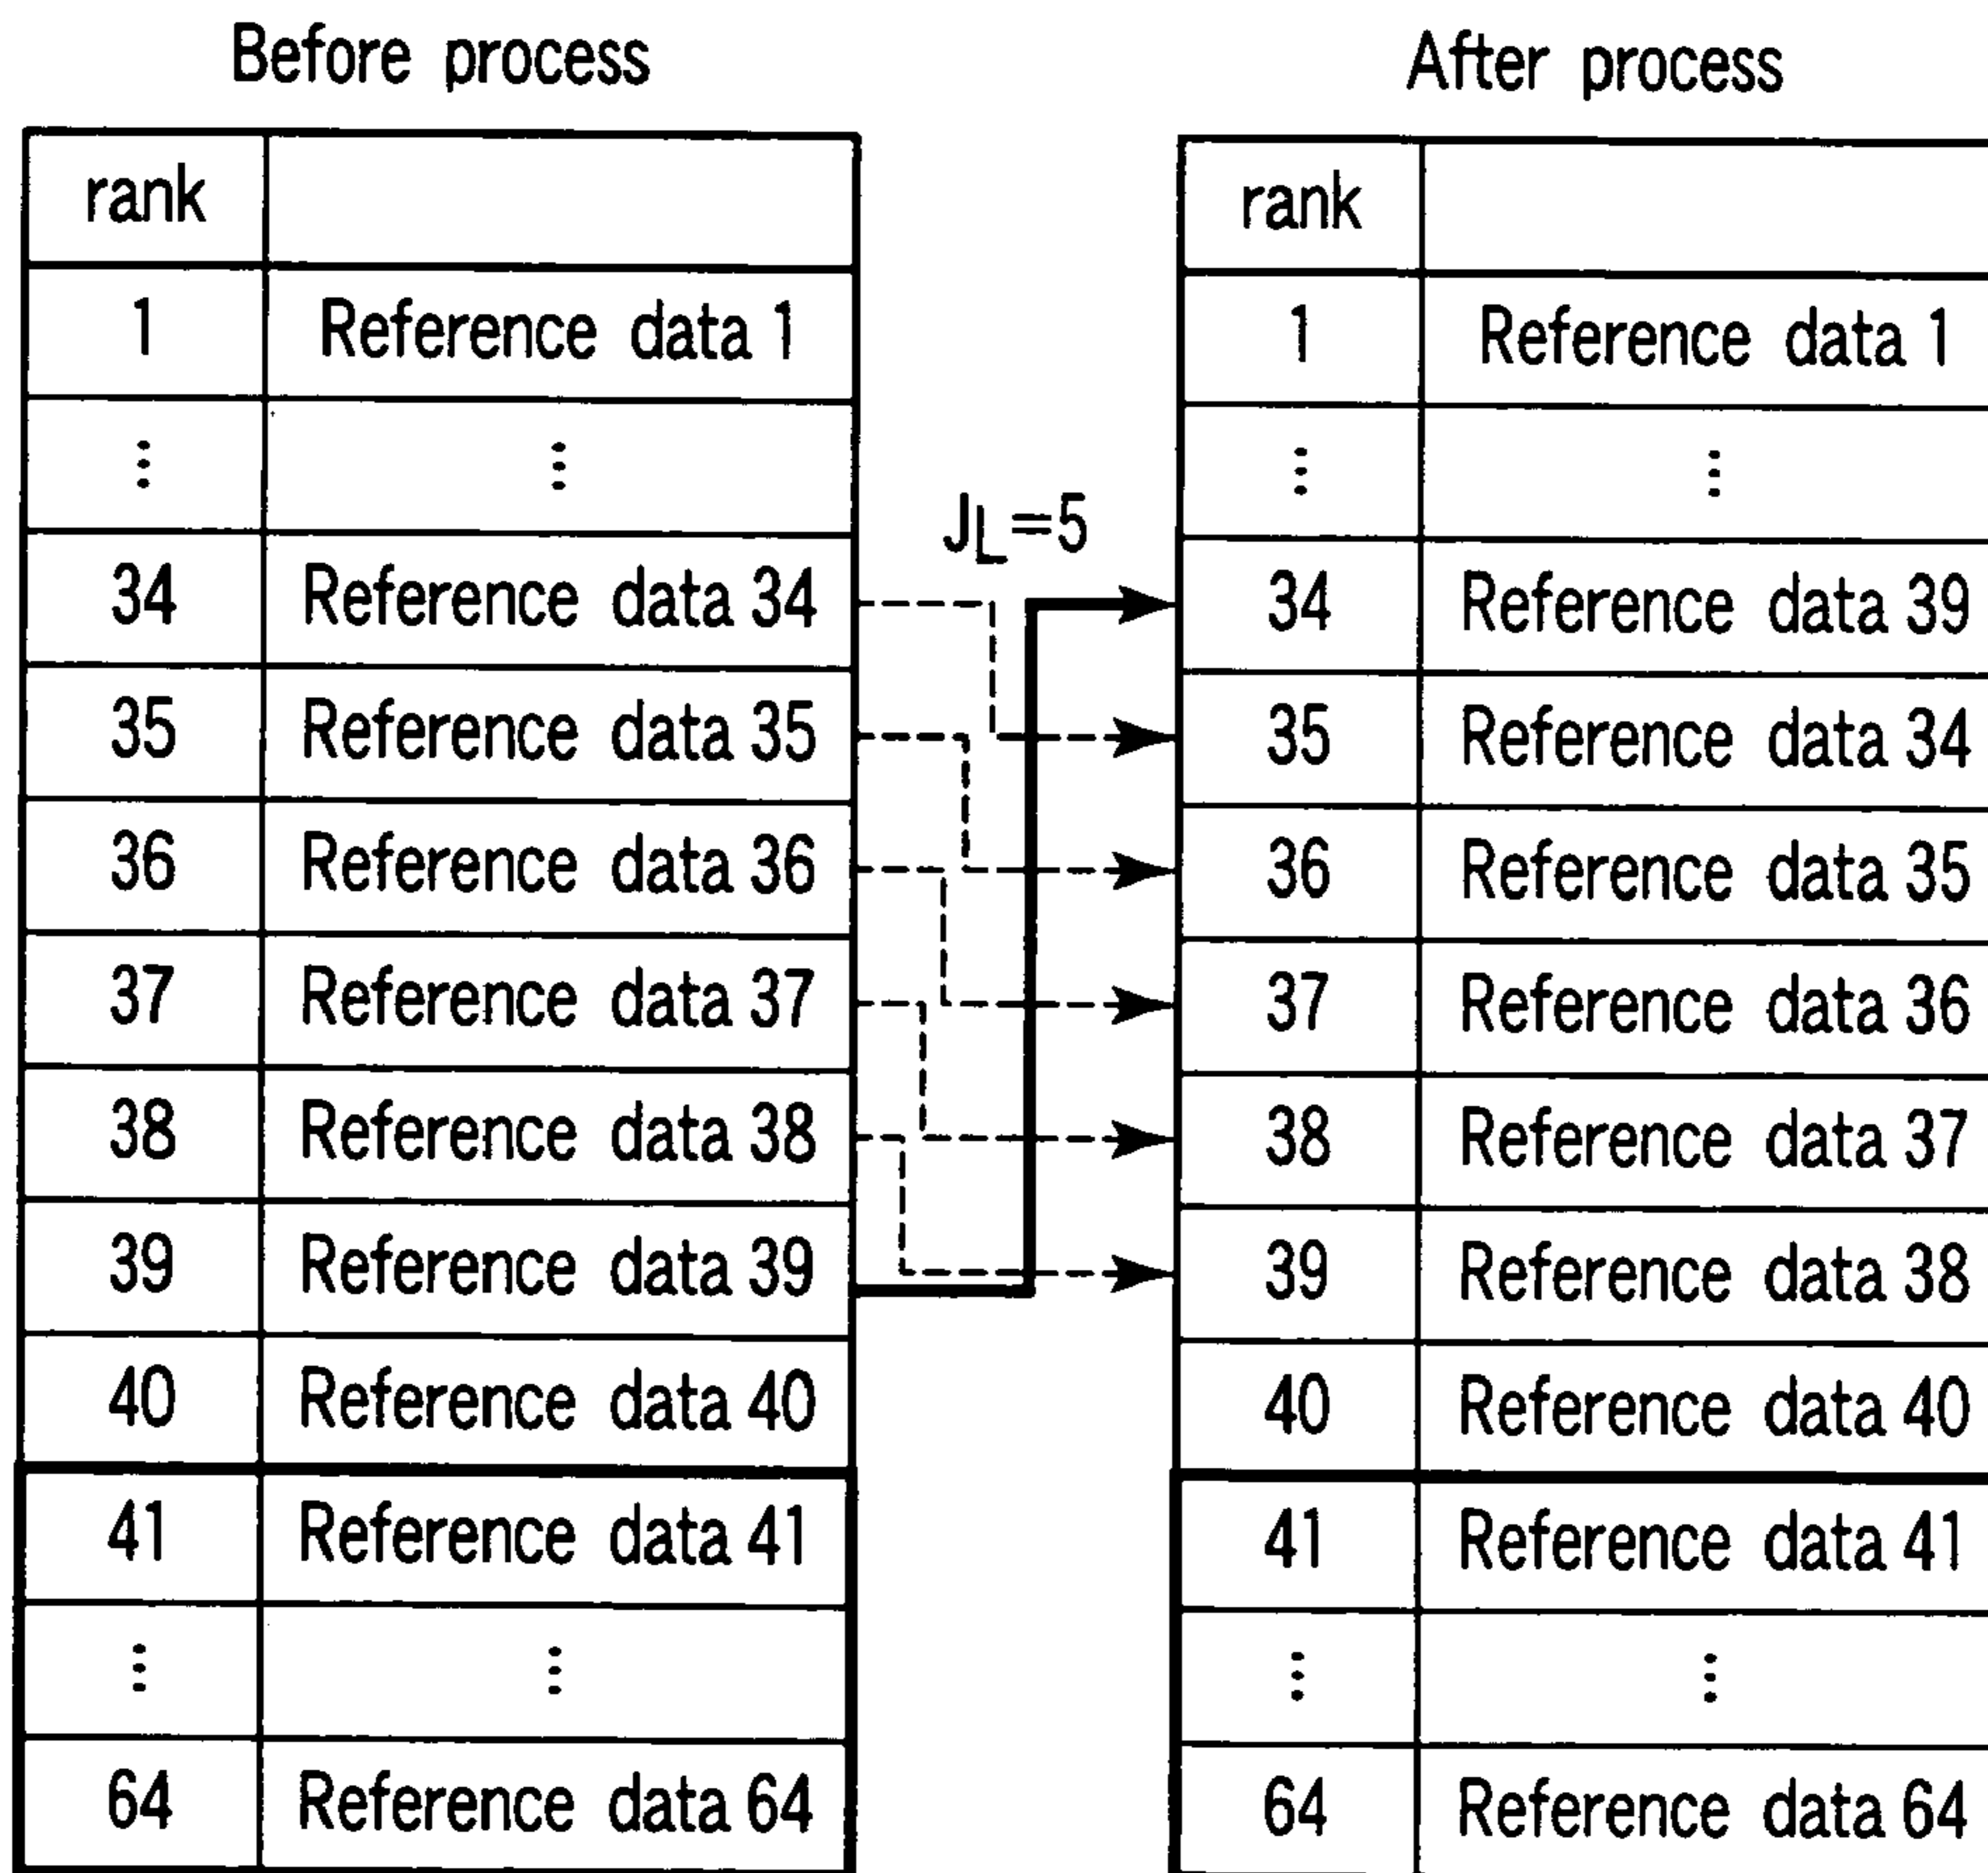 Before process
After process
rank
rank
1 Reference data 1
1 Reference data 1
⋮ ⋮
⋮ ⋮
JL=5
34 Reference data 34
34 Reference data 39
35 Reference data 35
35 Reference data 34
36 Reference data 36
36 Reference data 35
37 Reference data 37
37 Reference data 36
38 Reference data 38
38 Reference data 37
39 Reference data 39
39 Reference data 38
40 Reference data 40
40 Reference data 40
41 Reference data 41
41 Reference data 41
⋮ ⋮
⋮ ⋮
64 Reference data 64
64 Reference data 64